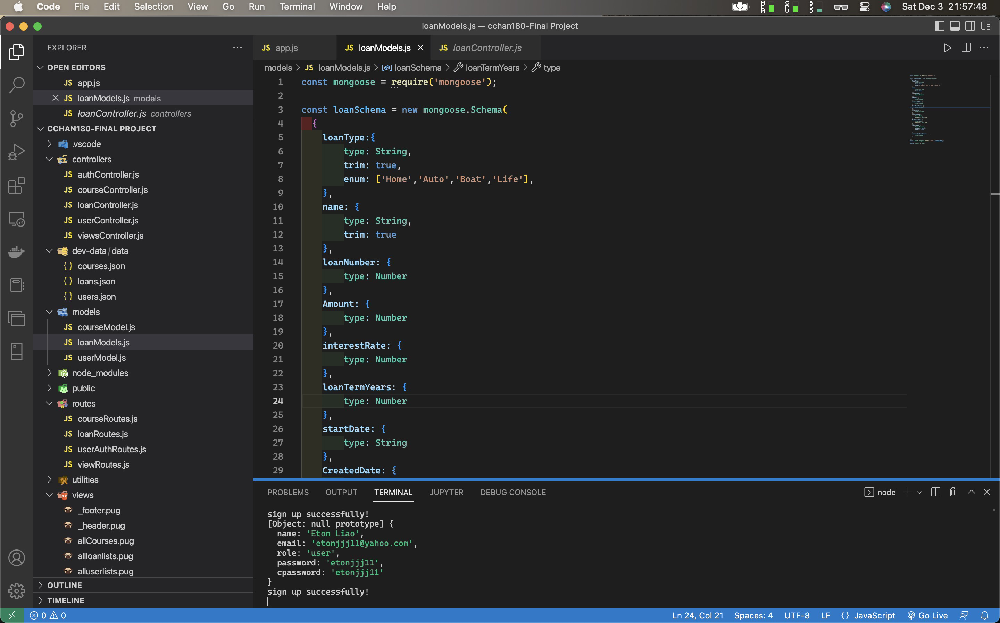 Code File Edit Selection View Go Run Terminal Window Help MEM CPU SSD Sat Dec 3 21:57:48
loanModels.js — cchan180-Final Project
EXPLORER
OPEN EDITORS
JS app.js
JS loanModels.js models
JS loanController.js controllers
CCHAN180-FINAL PROJECT
.vscode
controllers
JS authController.js
JS courseController.js
JS loanController.js
JS userController.js
JS viewsController.js
dev-data/data
{ } courses.json
{ } loans.json
{ } users.json
models
JS courseModel.js
JS loanModels.js
JS userModel.js
node_modules
public
routes
JS courseRoutes.js
JS loanRoutes.js
JS userAuthRoutes.js
JS viewRoutes.js
utilities
views
_footer.pug
_header.pug
allCourses.pug
allloanlists.pug
alluserlists.pug
OUTLINE
TIMELINE
JS app.js JS loanModels.js JS loanController.js
models > JS loanModels.js > loanSchema > loanTermYears > type
1 const mongoose = require('mongoose');
2
3 const loanSchema = new mongoose.Schema(
4 {
5 loanType:{
6 type: String,
7 trim: true,
8 enum: ['Home','Auto','Boat','Life'],
9 },
10 name: {
11 type: String,
12 trim: true
13 },
14 loanNumber: {
15 type: Number
16 },
17 Amount: {
18 type: Number
19 },
20 interestRate: {
21 type: Number
22 },
23 loanTermYears: {
24 type: Number
25 },
26 startDate: {
27 type: String
28 },
29 CreatedDate: {
PROBLEMS OUTPUT TERMINAL JUPYTER DEBUG CONSOLE node
sign up successfully!
[Object: null prototype] {
name: 'Eton Liao',
email: 'etonjjj11@yahoo.com',
role: 'user',
password: 'etonjjj11',
cpassword: 'etonjjj11'
}
sign up successfully!
0 0 Ln 24, Col 21 Spaces: 4 UTF-8 LF { } JavaScript Go Live